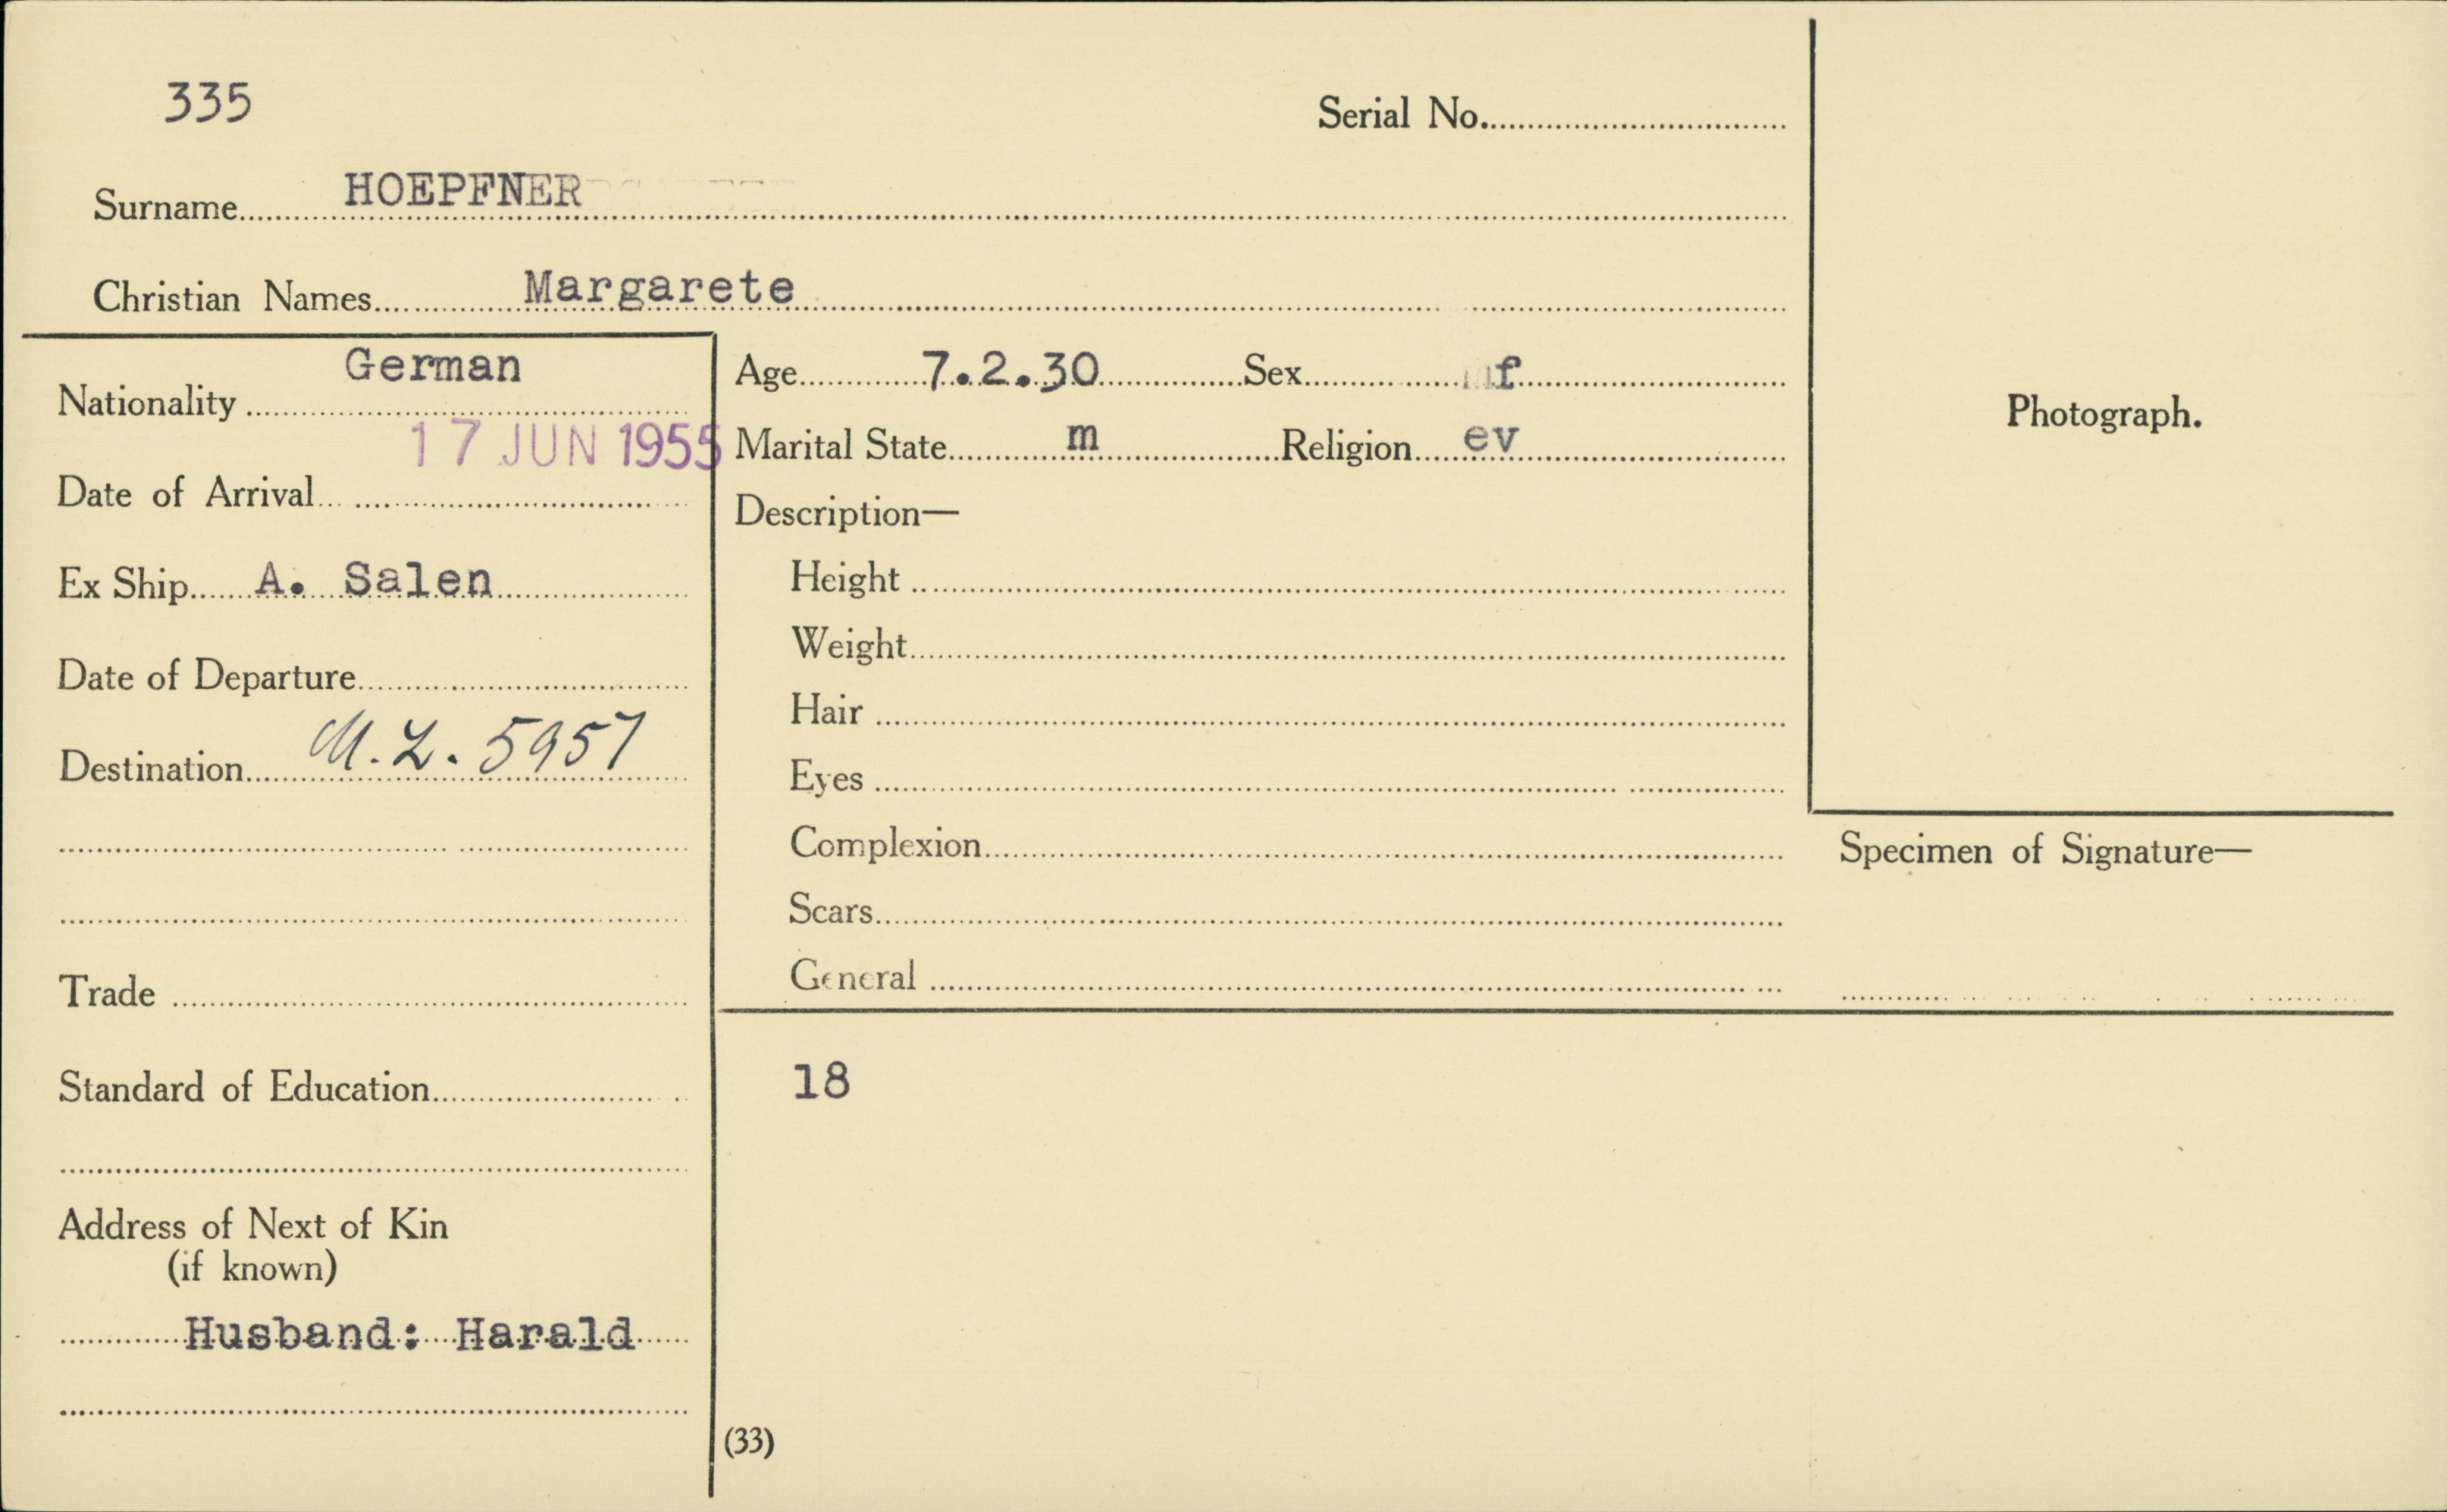 335
Serial No.
Surname HOEPFNER
Christian Names Margarete
Nationality German
Date of Arrival 17 JUN 1955
Ex Ship A. Salen
Date of Departure
Destination M.L. 5957
Trade
Standard of Education
Address of Next of Kin
(if known)
Husband: Harald
Age 7.2.30 Sex f
Marital State m Religion ev
Description—
Height
Weight
Hair
Eyes
Complexion
Scars
General
18
(33)
Photograph.
Specimen of Signature—